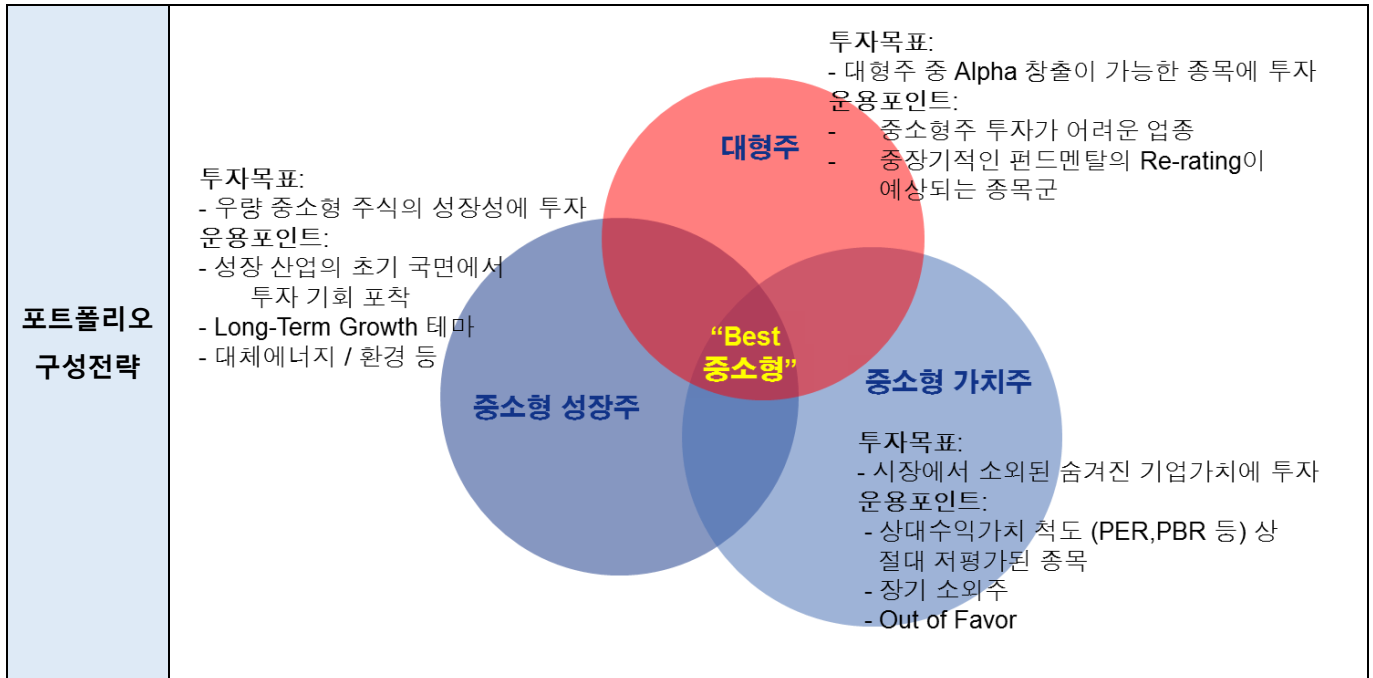 포트폴리오
구성전략
투자목표:
- 대형주 중 Alpha 창출이 가능한 종목에 투자
운용포인트:
- 중소형주 투자가 어려운 업종
- 중장기적인 펀드멘탈의 Re-rating이
예상되는 종목군
대형주
투자목표:
- 우량 중소형 주식의 성장성에 투자
운용포인트:
- 성장 산업의 초기 국면에서
투자 기회 포착
- Long-Term Growth 테마
- 대체에너지 / 환경 등
중소형 성장주
“Best
중소형”
중소형 가치주
투자목표:
- 시장에서 소외된 숨겨진 기업가치에 투자
운용포인트:
- 상대수익가치 척도 (PER,PBR 등) 상
절대 저평가된 종목
- 장기 소외주
- Out of Favor